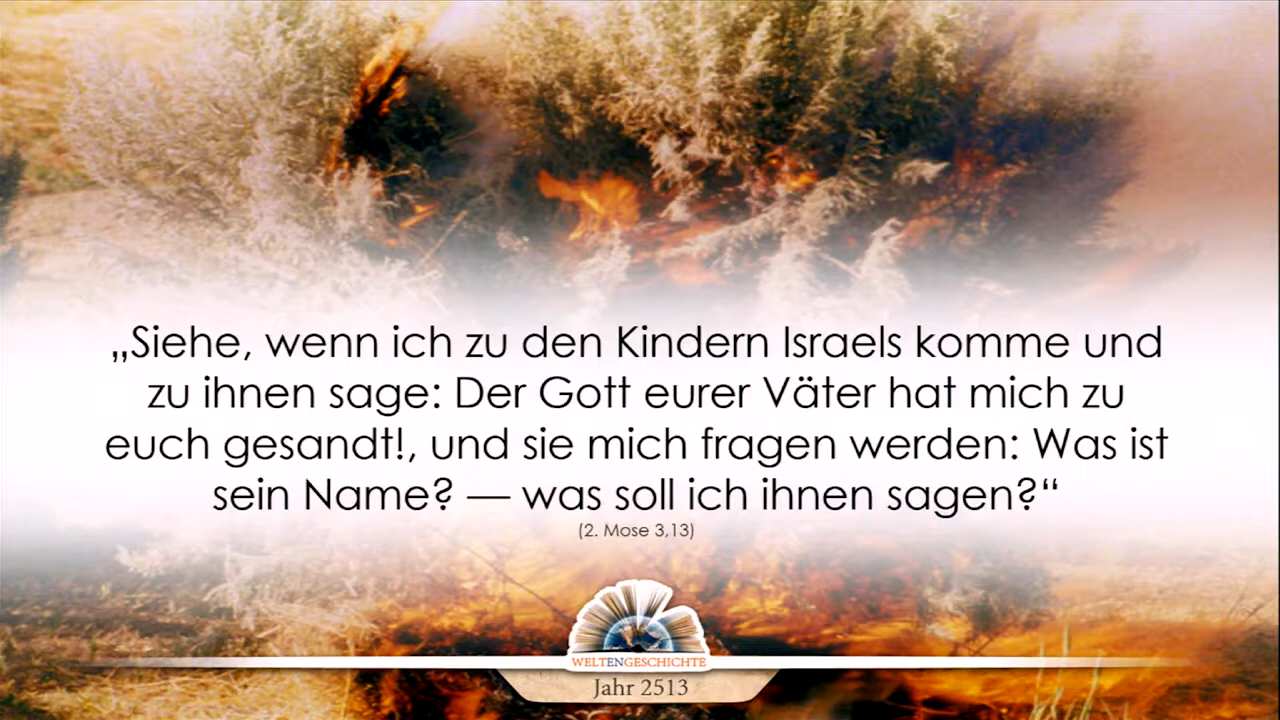 „Siehe, wenn ich zu den Kindern Israels komme und
zu ihnen sage: Der Gott eurer Väter hat mich zu
euch gesandt!, und sie mich fragen werden: Was ist
sein Name? — was soll ich ihnen sagen?“
(2. Mose 3,13)
WELTENGESCHICHTE
Jahr 2513